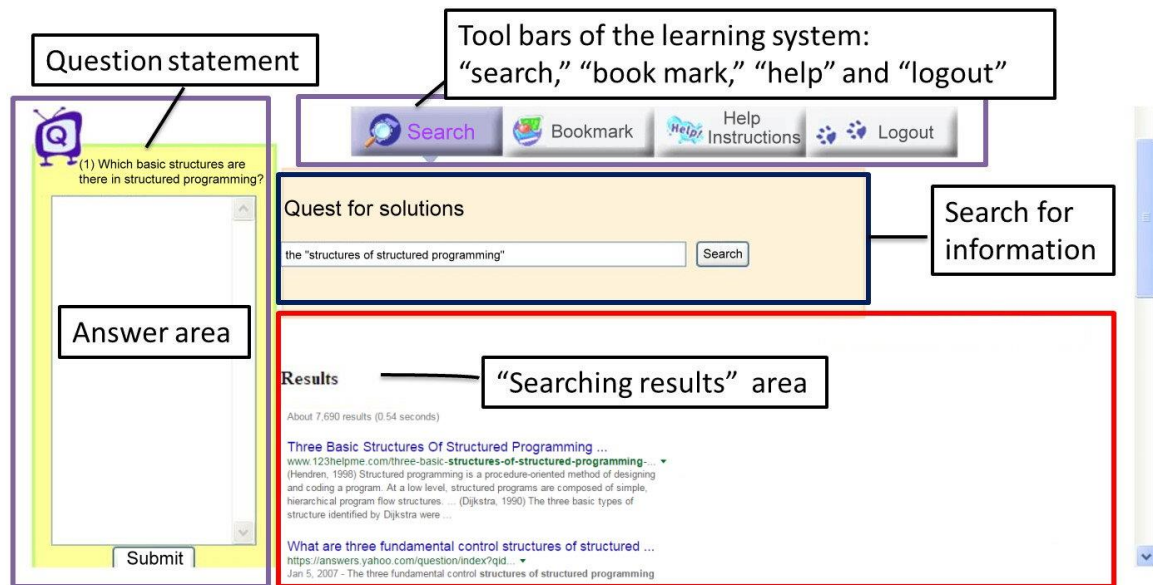 Question statement
Tool bars of the learning system:
“search,” “book mark,” “help” and “logout”
Q
(1) Which basic structures are
there in structured programming?
Search
Bookmark
Help!
Help
Instructions
Logout
Quest for solutions
the "structures of structured programming"
Search
Search for
information
Answer area
Submit
Results
“Searching results” area
About 7,690 results (0.54 seconds)
Three Basic Structures Of Structured Programming ...
www.123helpme.com/three-basic-structures-of-structured-programming-...
(Hendren, 1998) Structured programming is a procedure-oriented method of designing
and coding a program. At a low level, structured programs are composed of simple,
hierarchical program flow structures. ... (Dijkstra, 1990) The three basic types of
structure identified by Dijkstra were ...
What are three fundamental control structures of structured ...
https://answers.yahoo.com/question/index?qid...
Jan 5, 2007 - The three fundamental control structures of structured programming